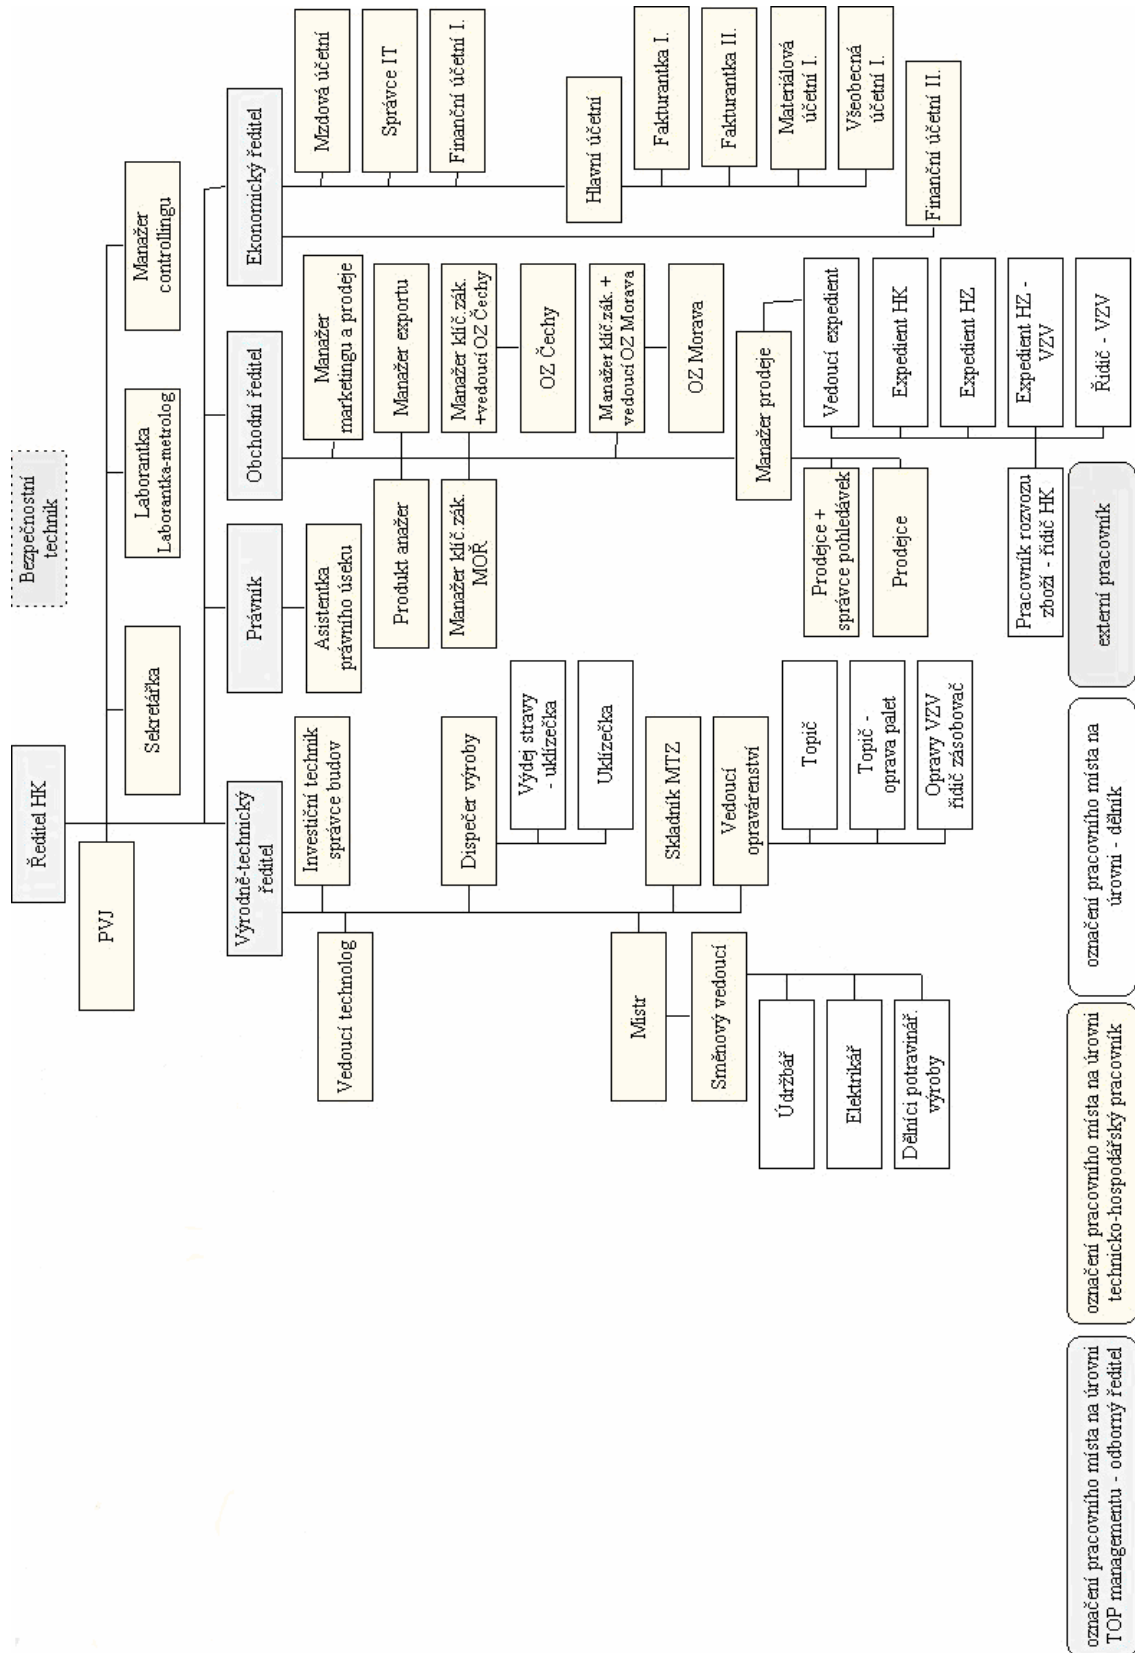 Bezpečnostní
technik
Ředitel HK
PVJ
Sekretářka
Laborantka
Laborantka-metrolog
Manažer
controllingu
Výrodně-technický
ředitel
Právník
Obchodní ředitel
Ekonomický ředitel
Vedoucí technolog
Investiční technik
správce budov
Dispečer výroby
Výdej stravy
- uklízečka
Uklízečka
Mistr
Směnový vedoucí
Údržbář
Elektrikář
Dělníci potravinář.
výroby
Skladník MTZ
Vedoucí
opravárenství
Topič
Topič -
oprava palet
Opravy VZV
řidič zásobovač
Asistentka
právního úseku
Manažer
marketingu a prodeje
Produkt anažer
Manažer exportu
Manažer klíč.zák.
MOŘ
Manažer klíč.zák.
+vedoucí OZ Čechy
OZ Čechy
Manažer klíč.zák. +
vedoucí OZ Morava
OZ Morava
Manažer prodeje
Prodejce +
správce pohledávek
Prodejce
Vedoucí expedient
Expedient HK
Expedient HZ
Expedient HZ -
VZV
Řidič - VZV
Pracovník rozvozu
zboží - řidič HK
Mzdová účetní
Správce IT
Finanční účetní I.
Hlavní účetní
Fakturantka I.
Fakturantka II.
Materiálová
účetní I.
Všeobecná
účetní I.
Finanční účetní II.
označení pracovního místa na úrovni
TOP managementu - odborný ředitel
označení pracovního místa na úrovni
technicko-hospodářský pracovník
označení pracovního místa na
úrovni - dělník
externí pracovník